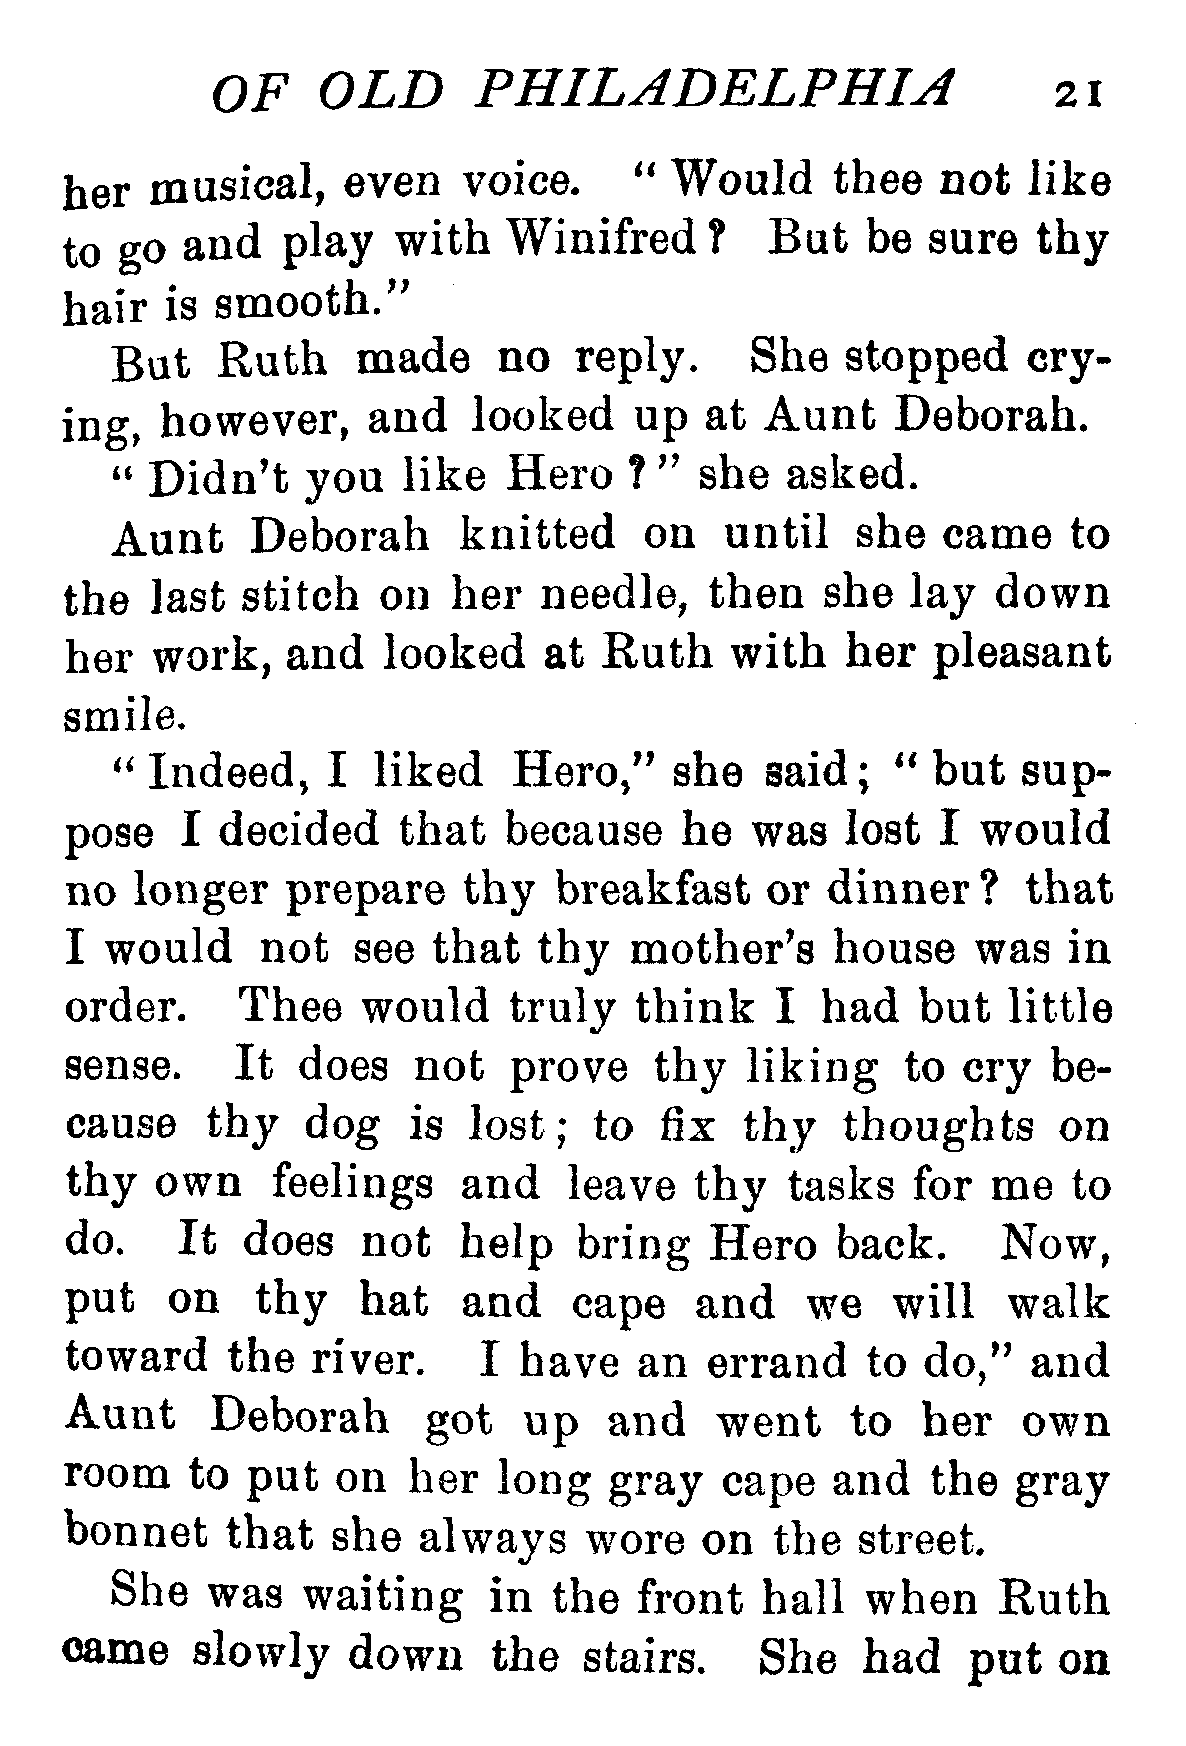 OF OLD PHILADELPHIA 21
her musical, even voice. "Would thee not like
to go and play with Winifred? But be sure thy
hair is smooth."
But Ruth made no reply. She stopped cry-
ing, however, and looked up at Aunt Deborah.
"Didn't you like Hero?" she asked.
Aunt Deborah knitted on until she came to
the last stitch on her needle, then she lay down
her work, and looked at Ruth with her pleasant
smile.
"Indeed, I liked Hero," she said; "but sup-
pose I decided that because he was lost I would
no longer prepare thy breakfast or dinner? that
I would not see that thy mother's house was in
order. Thee would truly think I had but little
sense. It does not prove thy liking to cry be-
cause thy dog is lost; to fix thy thoughts on
thy own feelings and leave thy tasks for me to
do. It does not help bring Hero back. Now,
put on thy hat and cape and we will walk
toward the river. I have an errand to do," and
Aunt Deborah got up and went to her own
room to put on her long gray cape and the gray
bonnet that she always wore on the street.
She was waiting in the front hall when Ruth
came slowly down the stairs. She had put on